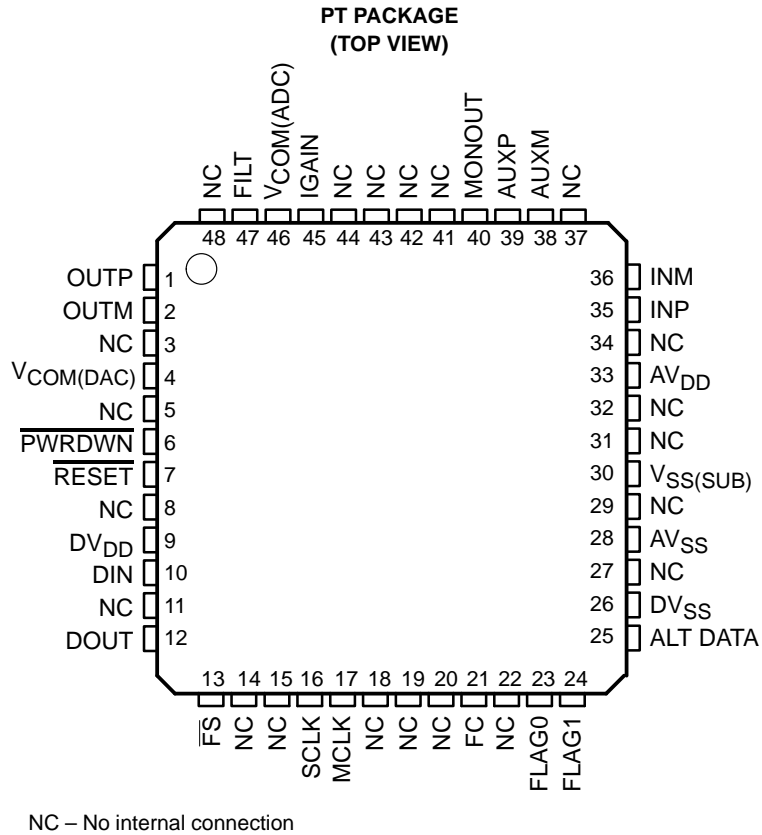 PT PACKAGE
(TOP VIEW)
NC
FILT
VCOM(ADC)
IGAIN
NC
NC
NC
NC
MONOUT
AUXP
AUXM
NC
48 47 46 45 44 43 42 41 40 39 38 37
OUTP 1
OUTM 2
NC 3
VCOM(DAC) 4
NC 5
PWRDWN 6
RESET 7
NC 8
DVDD 9
DIN 10
NC 11
DOUT 12
36 INM
35 INP
34 NC
33 AVDD
32 NC
31 NC
30 VSS(SUB)
29 NC
28 AVSS
27 NC
26 DVSS
25 ALT DATA
13 14 15 16 17 18 19 20 21 22 23 24
FS
NC
NC
SCLK
MCLK
NC
NC
NC
FC
NC
FLAG0
FLAG1
NC – No internal connection